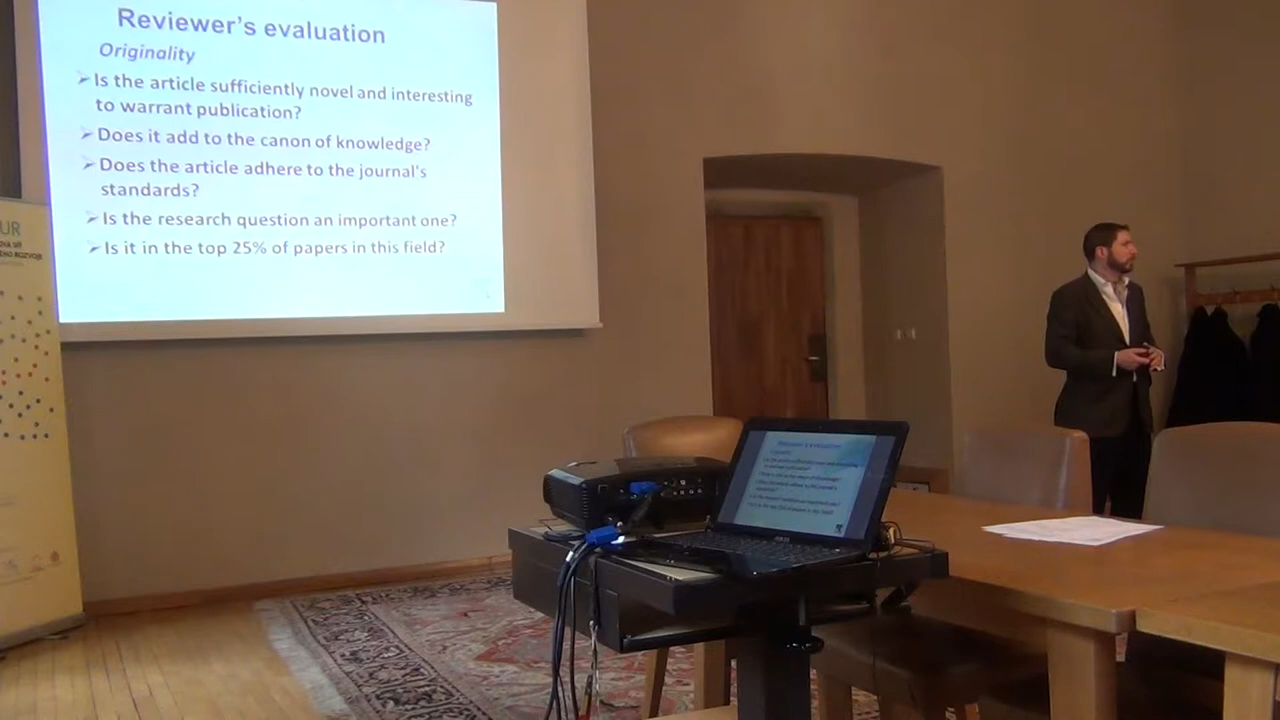 Reviewer's evaluation
Originality
Is the article sufficiently novel and interesting
to warrant publication?
Does it add to the canon of knowledge?
Does the article adhere to the journal's
standards?
Is the research question an important one?
Is it in the top 25% of papers in this field?
UR